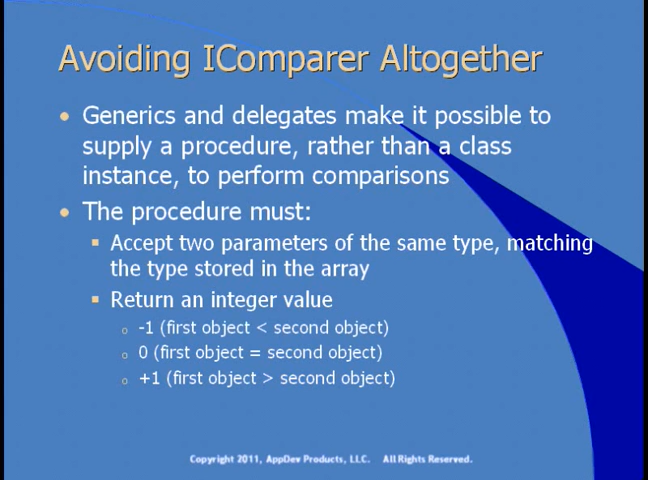 Avoiding IComparer Altogether
• Generics and delegates make it possible to
supply a procedure, rather than a class
instance, to perform comparisons
• The procedure must:
▪ Accept two parameters of the same type, matching
the type stored in the array
▪ Return an integer value
o -1 (first object < second object)
o 0 (first object = second object)
o +1 (first object > second object)
Copyright 2011, AppDev Products, LLC. All Rights Reserved.